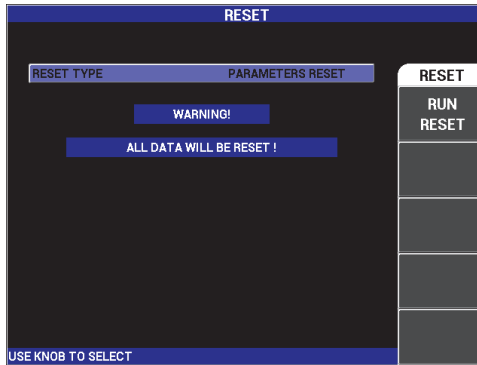 RESET
RESET TYPE PARAMETERS RESET
RESET
RUN
RESET
WARNING!
ALL DATA WILL BE RESET !
USE KNOB TO SELECT